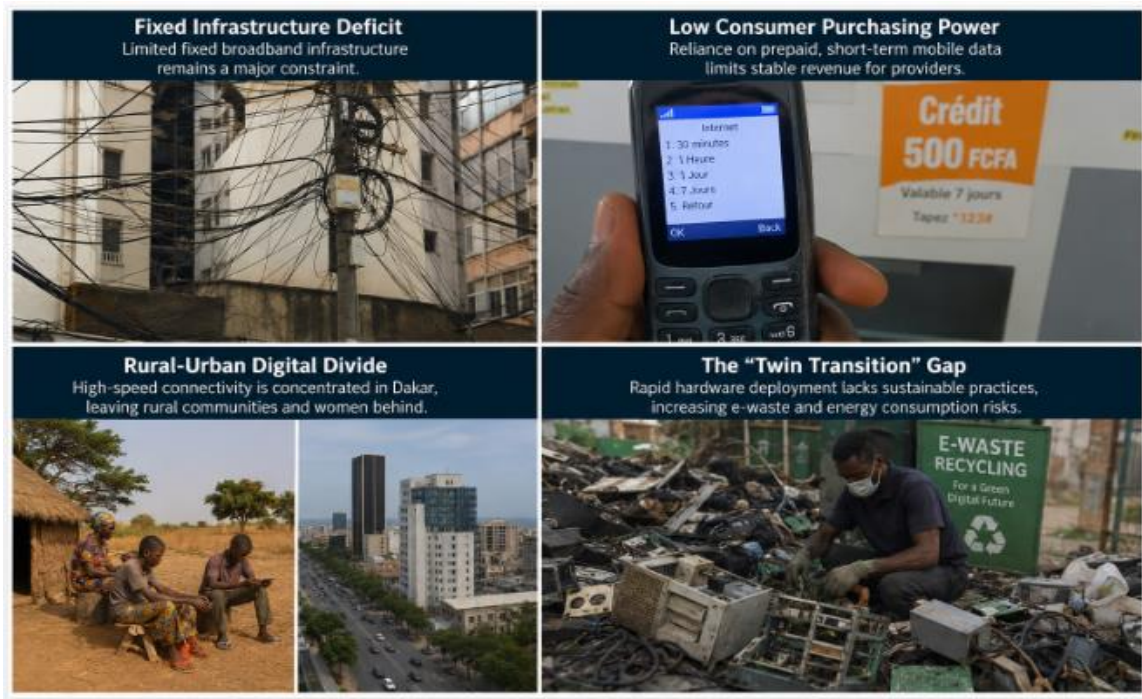 Fixed Infrastructure Deficit
Limited fixed broadband infrastructure
remains a major constraint.
Low Consumer Purchasing Power
Reliance on prepaid, short-term mobile data
limits stable revenue for providers.
Internet
1. 30 minutes
2. 1 Heure
3. 1 Jour
4. 7 Jours
5. Retour
OK
Back
Crédit
500 FCFA
Valable 7 jours
Tapez *123#
Rural-Urban Digital Divide
High-speed connectivity is concentrated in Dakar,
leaving rural communities and women behind.
The “Twin Transition” Gap
Rapid hardware deployment lacks sustainable practices,
increasing e-waste and energy consumption risks.
E-WASTE
RECYCLING
For a Green
Digital Future